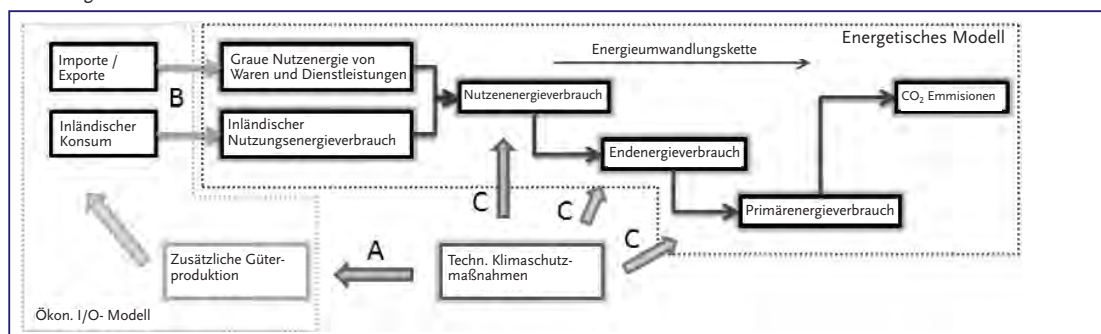 Energetisches Modell
Energieumwandlungskette
Importe /
Exporte
Graue Nutzenergie von
Waren und Dienstleistungen
B
Nutzenenergieverbrauch
CO₂ Emmisionen
Inländischer
Konsum
Inländischer
Nutzungsenergieverbrauch
Endenergieverbrauch
C
C
Primärenergieverbrauch
C
A
Zusätzliche Güter-
produktion
Techn. Klimaschutz-
maßnahmen
Ökon. I/O- Modell